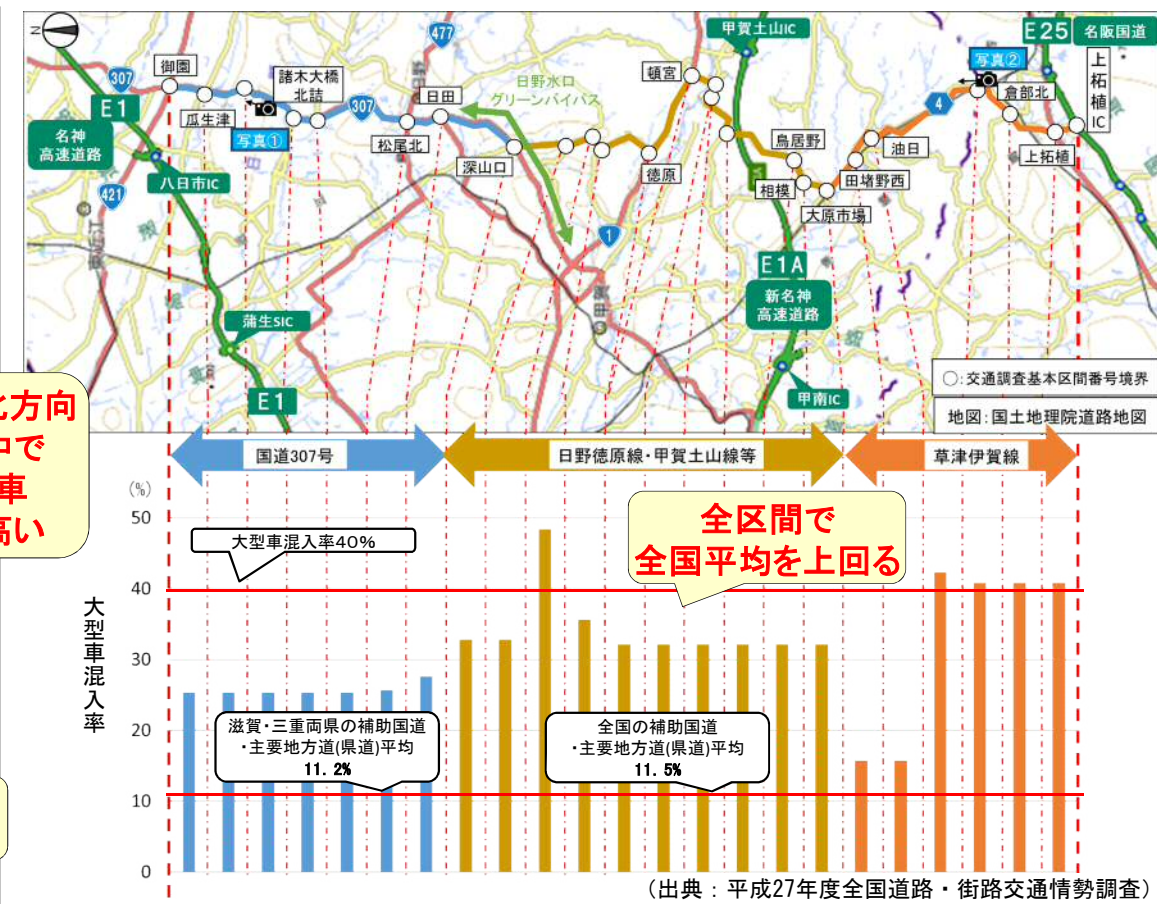 N
307
E1
名神
高速道路
421
八日市IC
蒲生SIC
E1
御園
瓜生津
諸木大橋
北詰
写真①
307
松尾北
477
日田
日野水口
グリーンバイパス
深山口
徳原
頓宮
1
甲賀土山IC
鳥居野
相模
大原市場
田堵野西
油日
4
写真②
倉部北
上拓植
上拓植IC
E25
名阪国道
E1A
新名神
高速道路
甲南IC
○:交通調査基本区間番号境界
地図:国土地理院道路地図
方向
中で
車
高い
国道307号
日野徳原線・甲賀土山線等
草津伊賀線
(%)
50
40
30
20
10
0
大型車混入率
大型車混入率40%
全区間で
全国平均を上回る
滋賀・三重両県の補助国道
・主要地方道(県道)平均
11.2%
全国の補助国道
・主要地方道(県道)平均
11.5%
(出典:平成27年度全国道路・街路交通情勢調査)